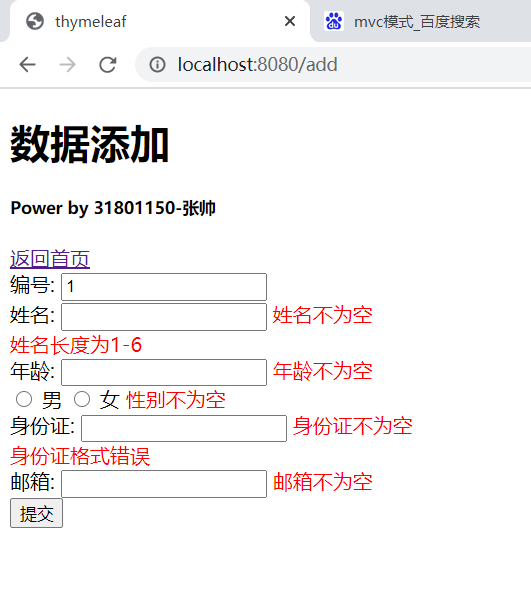 thymeleaf
mvc模式_百度搜索
localhost:8080/add
数据添加
Power by 31801150-张帅
返回首页
编号: 1
姓名: 姓名不为空
姓名长度为1-6
年龄: 年龄不为空
男 女 性别不为空
身份证: 身份证不为空
身份证格式错误
邮箱: 邮箱不为空
提交